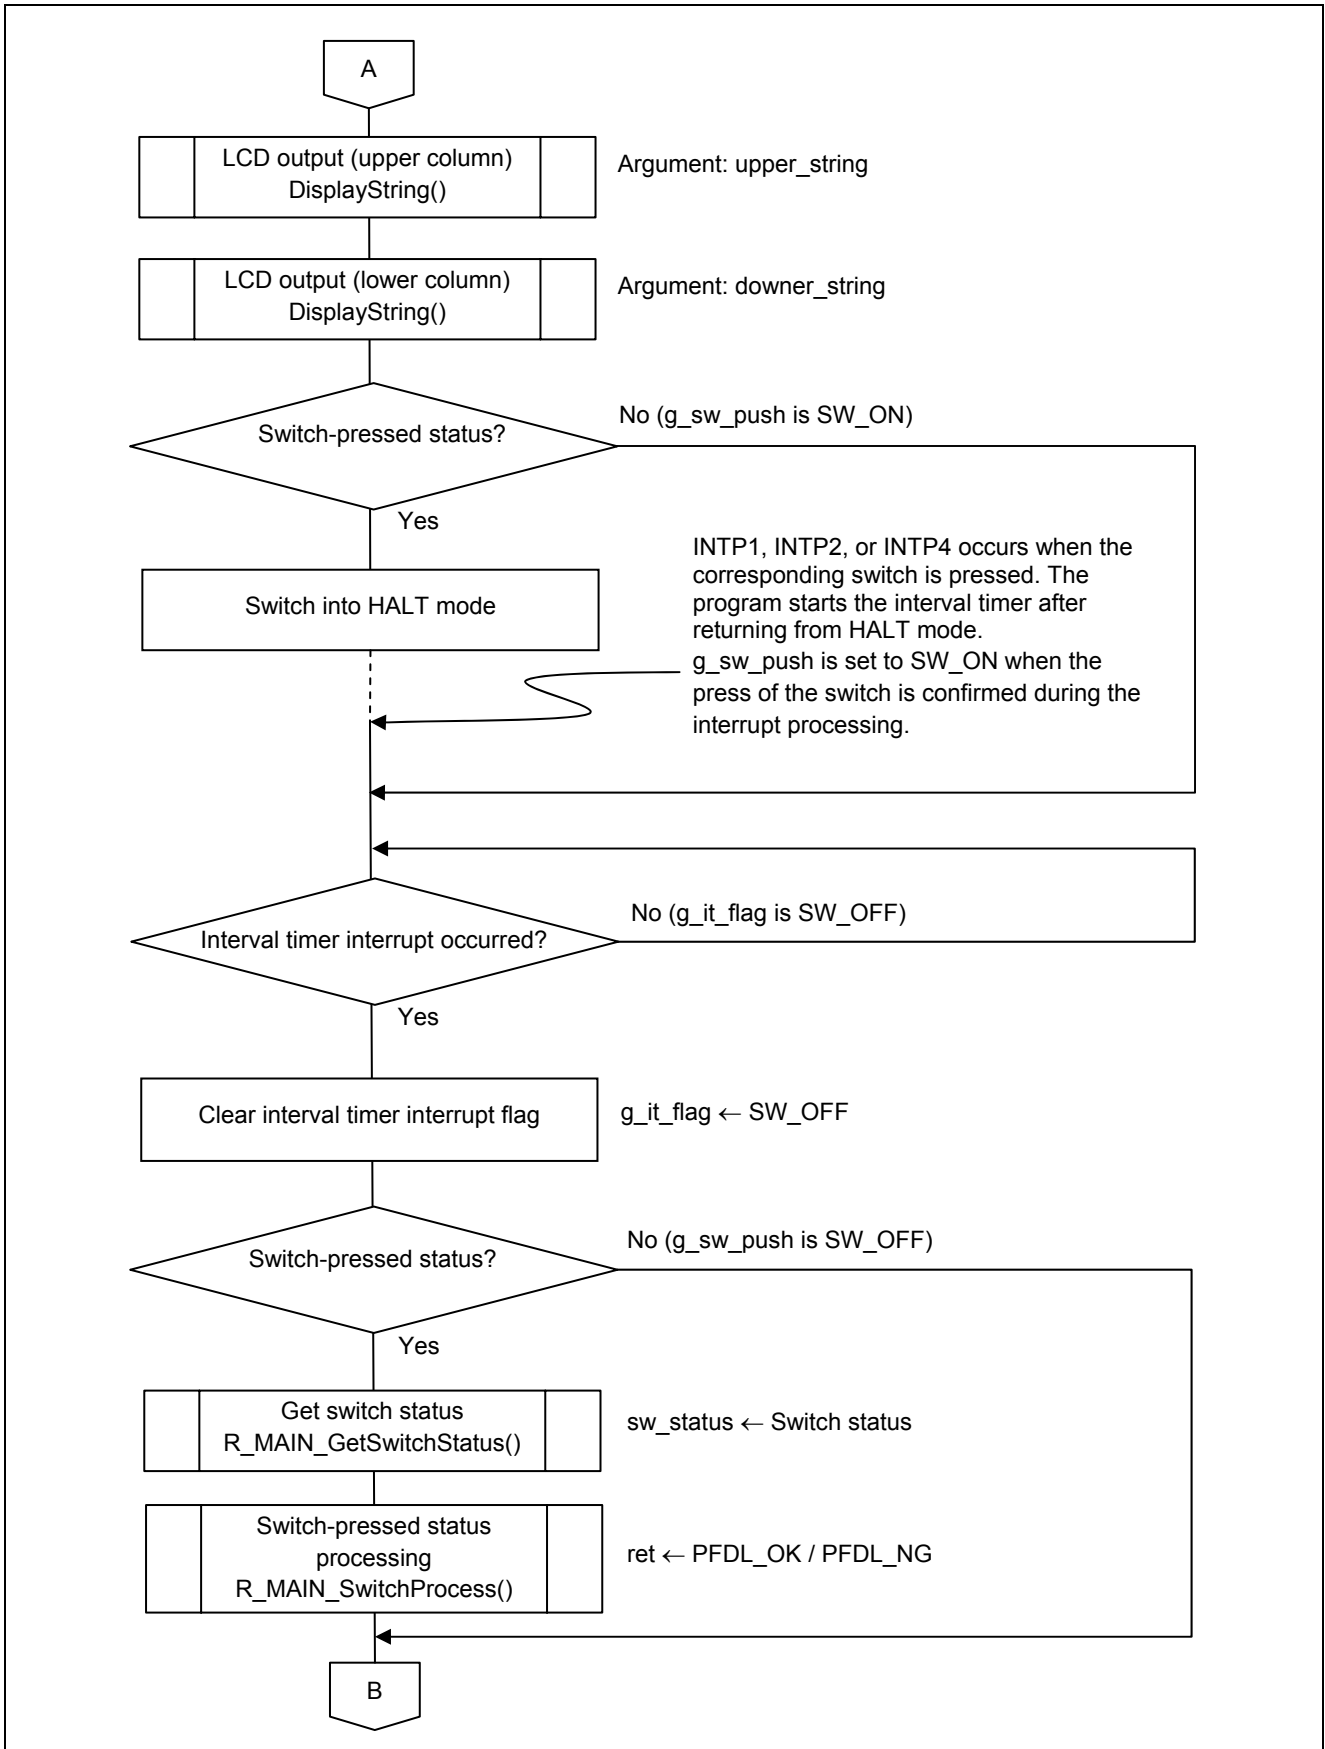 A
LCD output (upper column)
DisplayString()
Argument: upper_string
LCD output (lower column)
DisplayString()
Argument: downer_string
Switch-pressed status?
No (g_sw_push is SW_ON)
Yes
Switch into HALT mode
INTP1, INTP2, or INTP4 occurs when the
corresponding switch is pressed. The
program starts the interval timer after
returning from HALT mode.
g_sw_push is set to SW_ON when the
press of the switch is confirmed during the
interrupt processing.
Interval timer interrupt occurred?
No (g_it_flag is SW_OFF)
Yes
Clear interval timer interrupt flag
g_it_flag ← SW_OFF
Switch-pressed status?
No (g_sw_push is SW_OFF)
Yes
Get switch status
R_MAIN_GetSwitchStatus()
sw_status ← Switch status
Switch-pressed status
processing
R_MAIN_SwitchProcess()
ret ← PFDL_OK / PFDL_NG
B